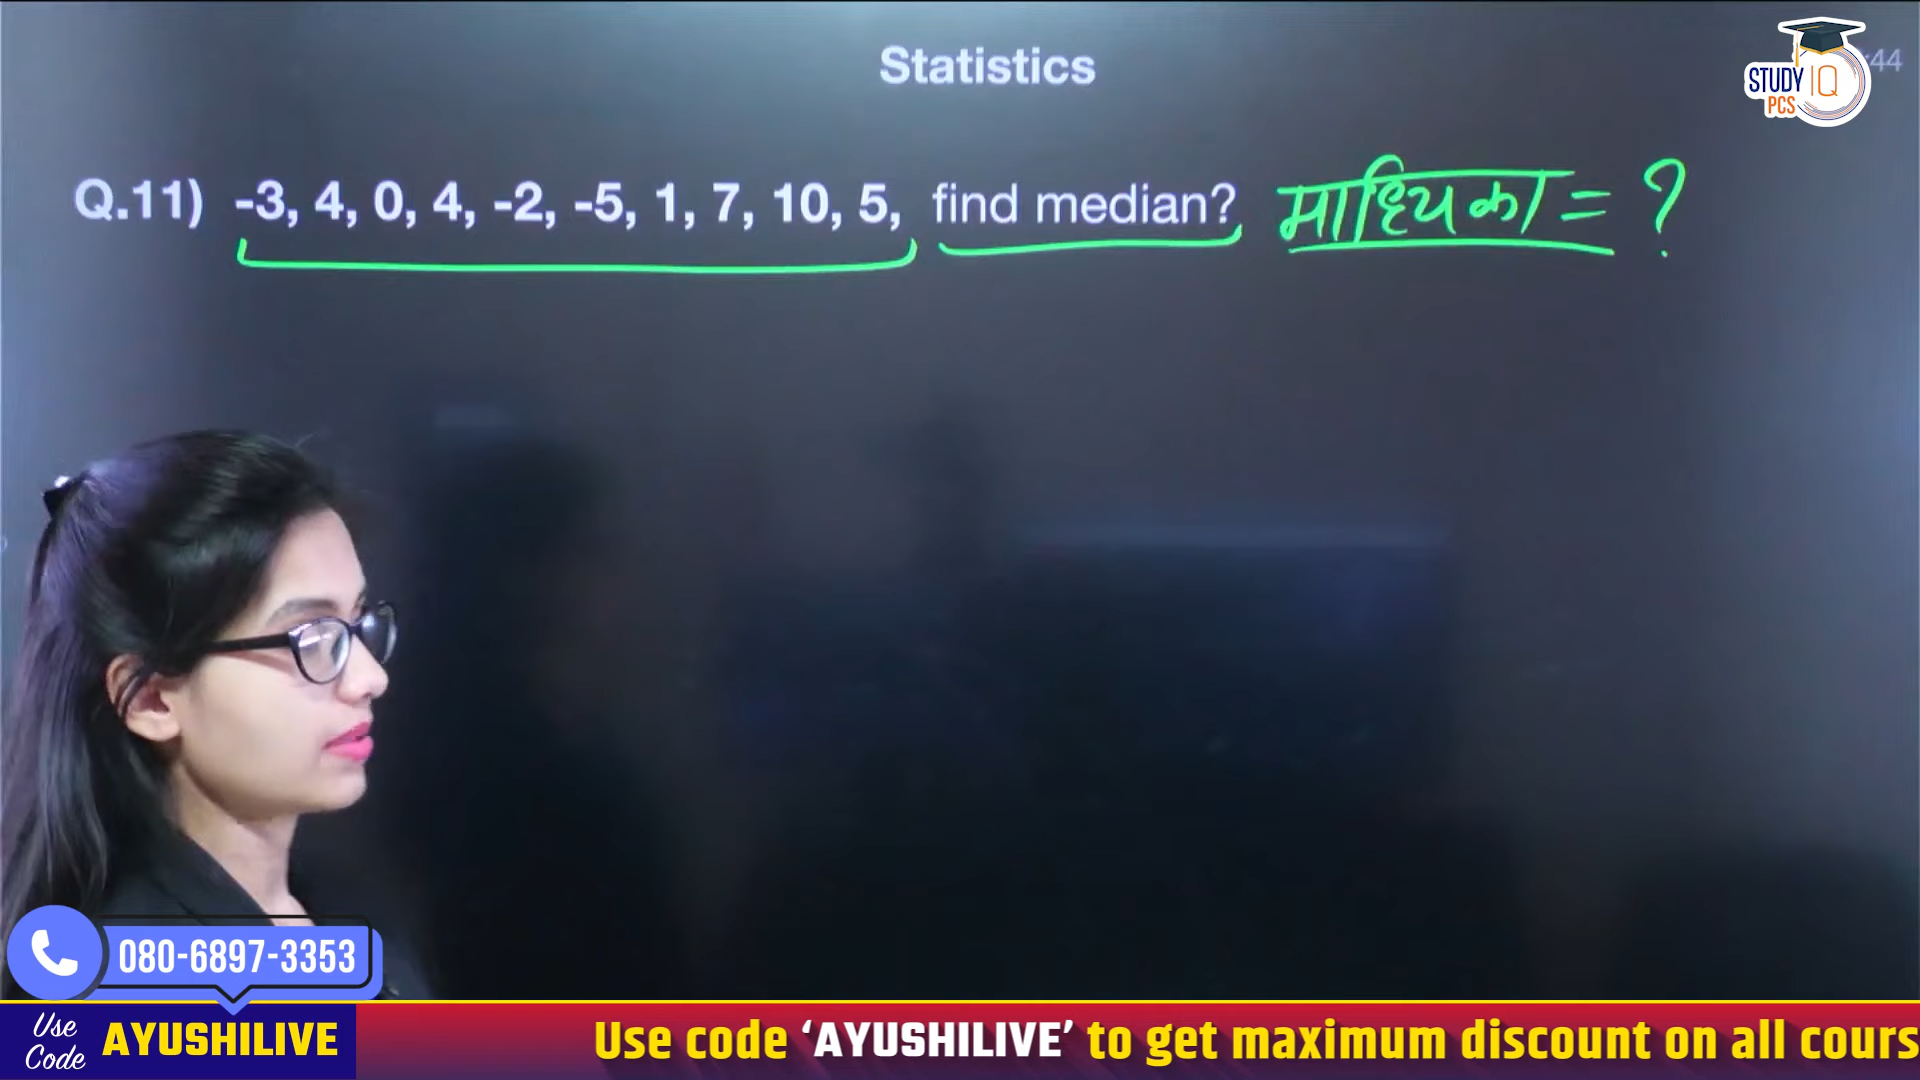 Statistics
:44
STUDY IQ
PCS
Q.11) -3, 4, 0, 4, -2, -5, 1, 7, 10, 5, find median? माध्यिका = ?
080-6897-3353
Use Code AYUSHILIVE
Use code ‘AYUSHILIVE’ to get maximum discount on all cours